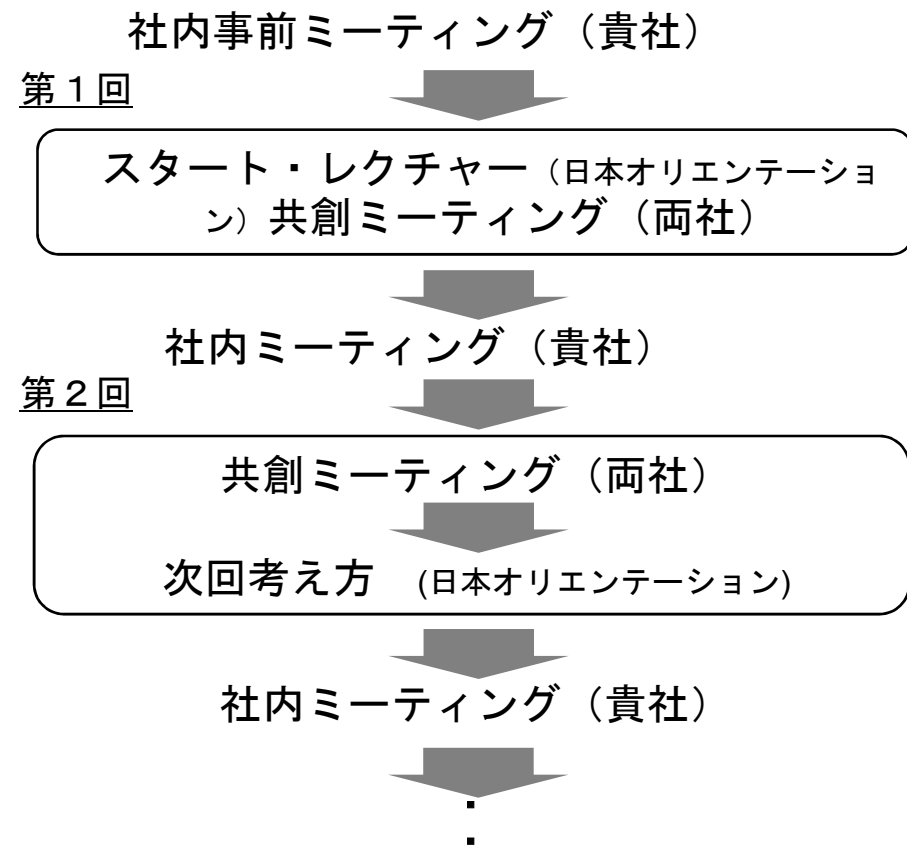 社内事前ミーティング（貴社）
第１回
スタート・レクチャー（日本オリエンテーショ
ン）共創ミーティング（両社）
社内ミーティング（貴社）
第２回
共創ミーティング（両社）
次回考え方　(日本オリエンテーション)
社内ミーティング（貴社）
・
・